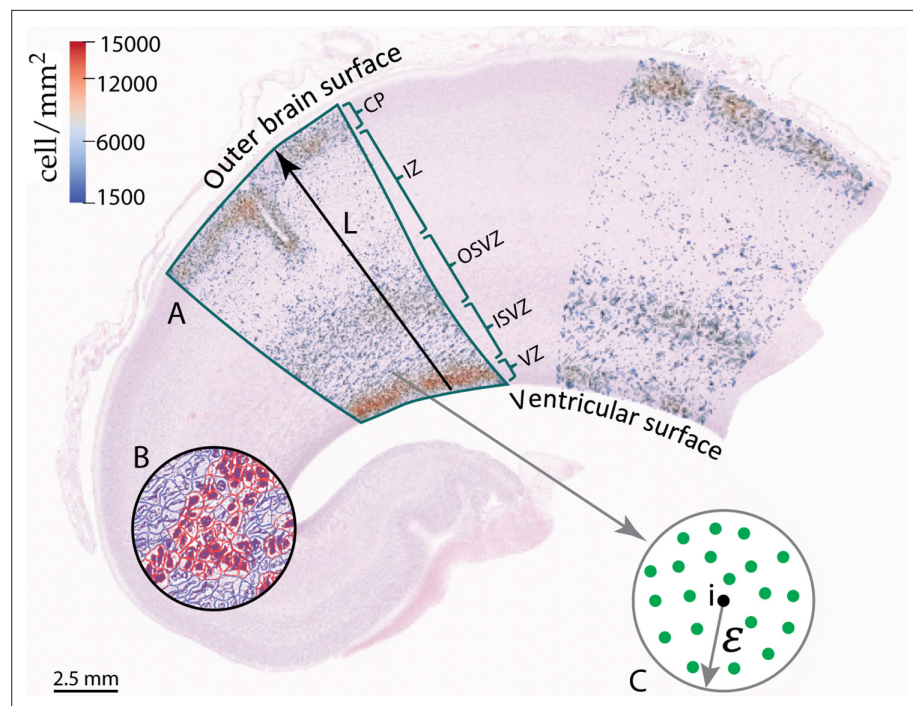 15000
12000
6000
1500
cell/mm²
Outer brain surface
CP
IZ
OSVZ
ISVZ
VZ
L
A
Ventricular surface
B
i
ε
C
2.5 mm